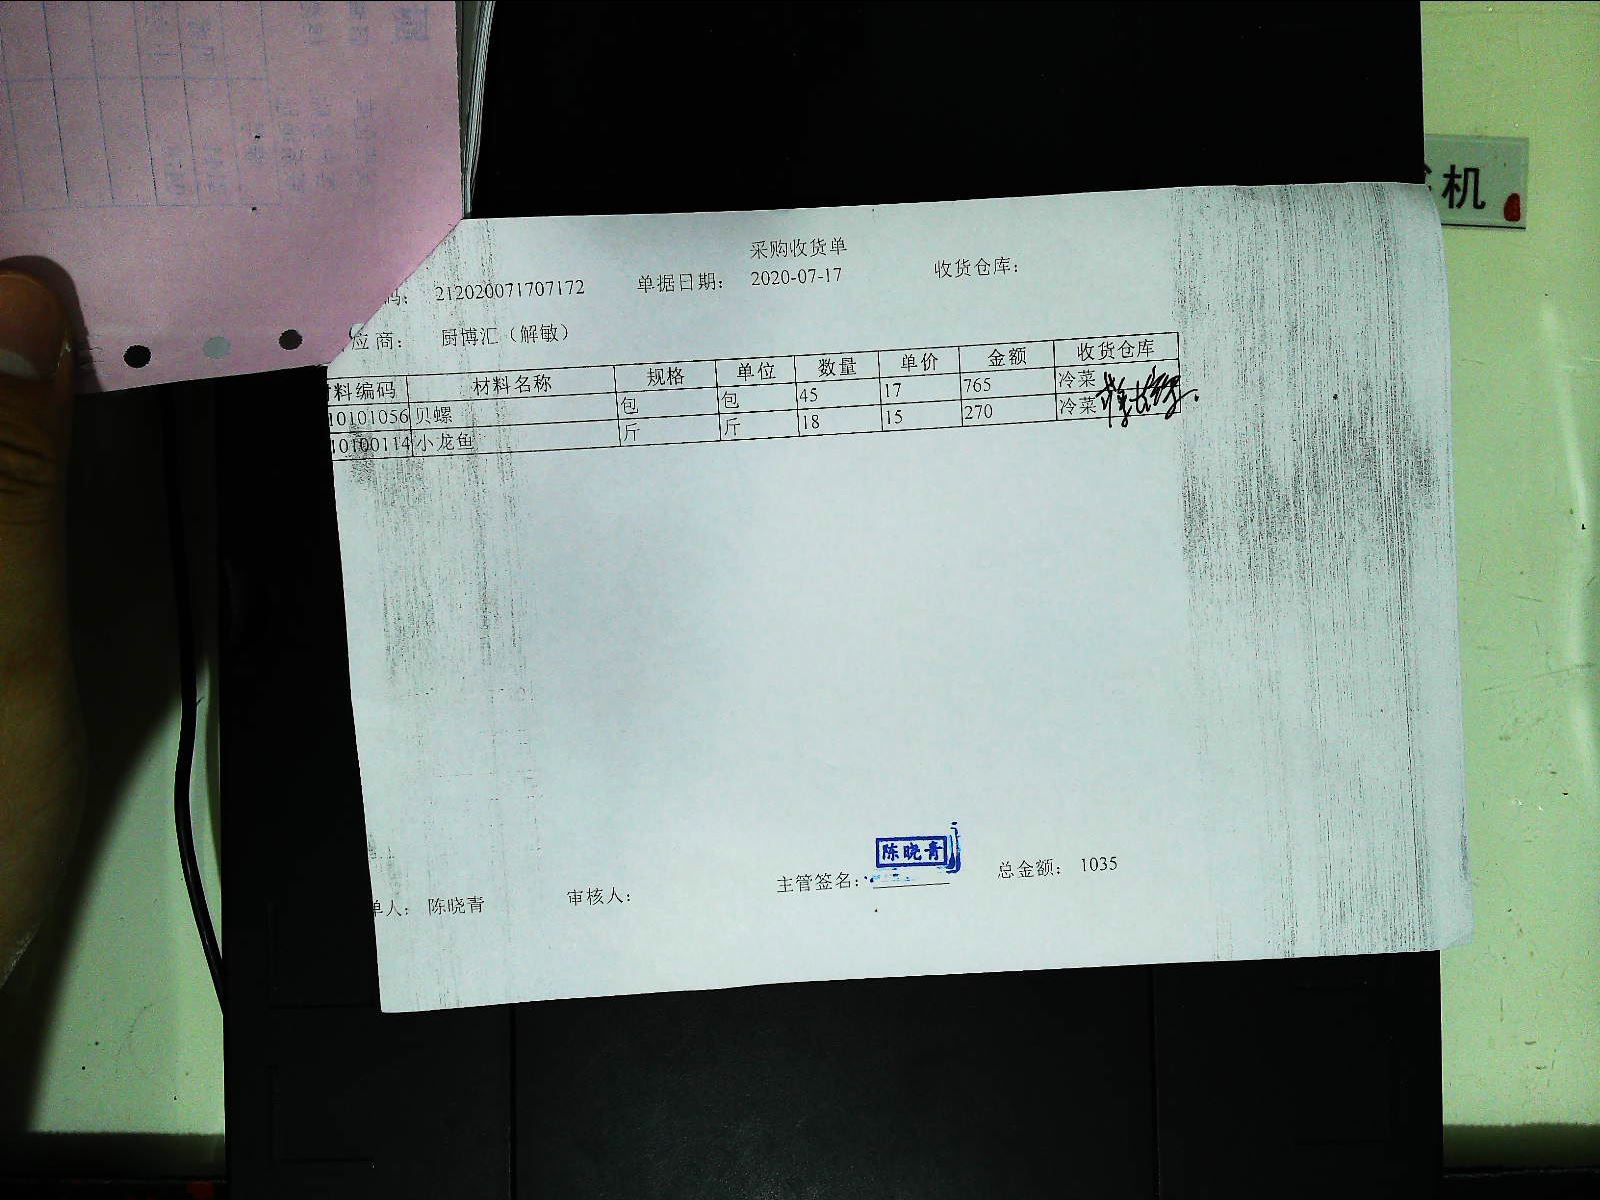 机
采购收货单
码： 212020071707172 单据日期： 2020-07-17 收货仓库：
应商： 厨博汇（解敏）
料编码 材料名称 规格 单位 数量 单价 金额 收货仓库
10101056 贝螺 包 包 45 17 765 冷菜
10100114 小龙鱼 斤 斤 18 15 270 冷菜
陈晓青
单人： 陈晓青 审核人： 主管签名： 总金额： 1035